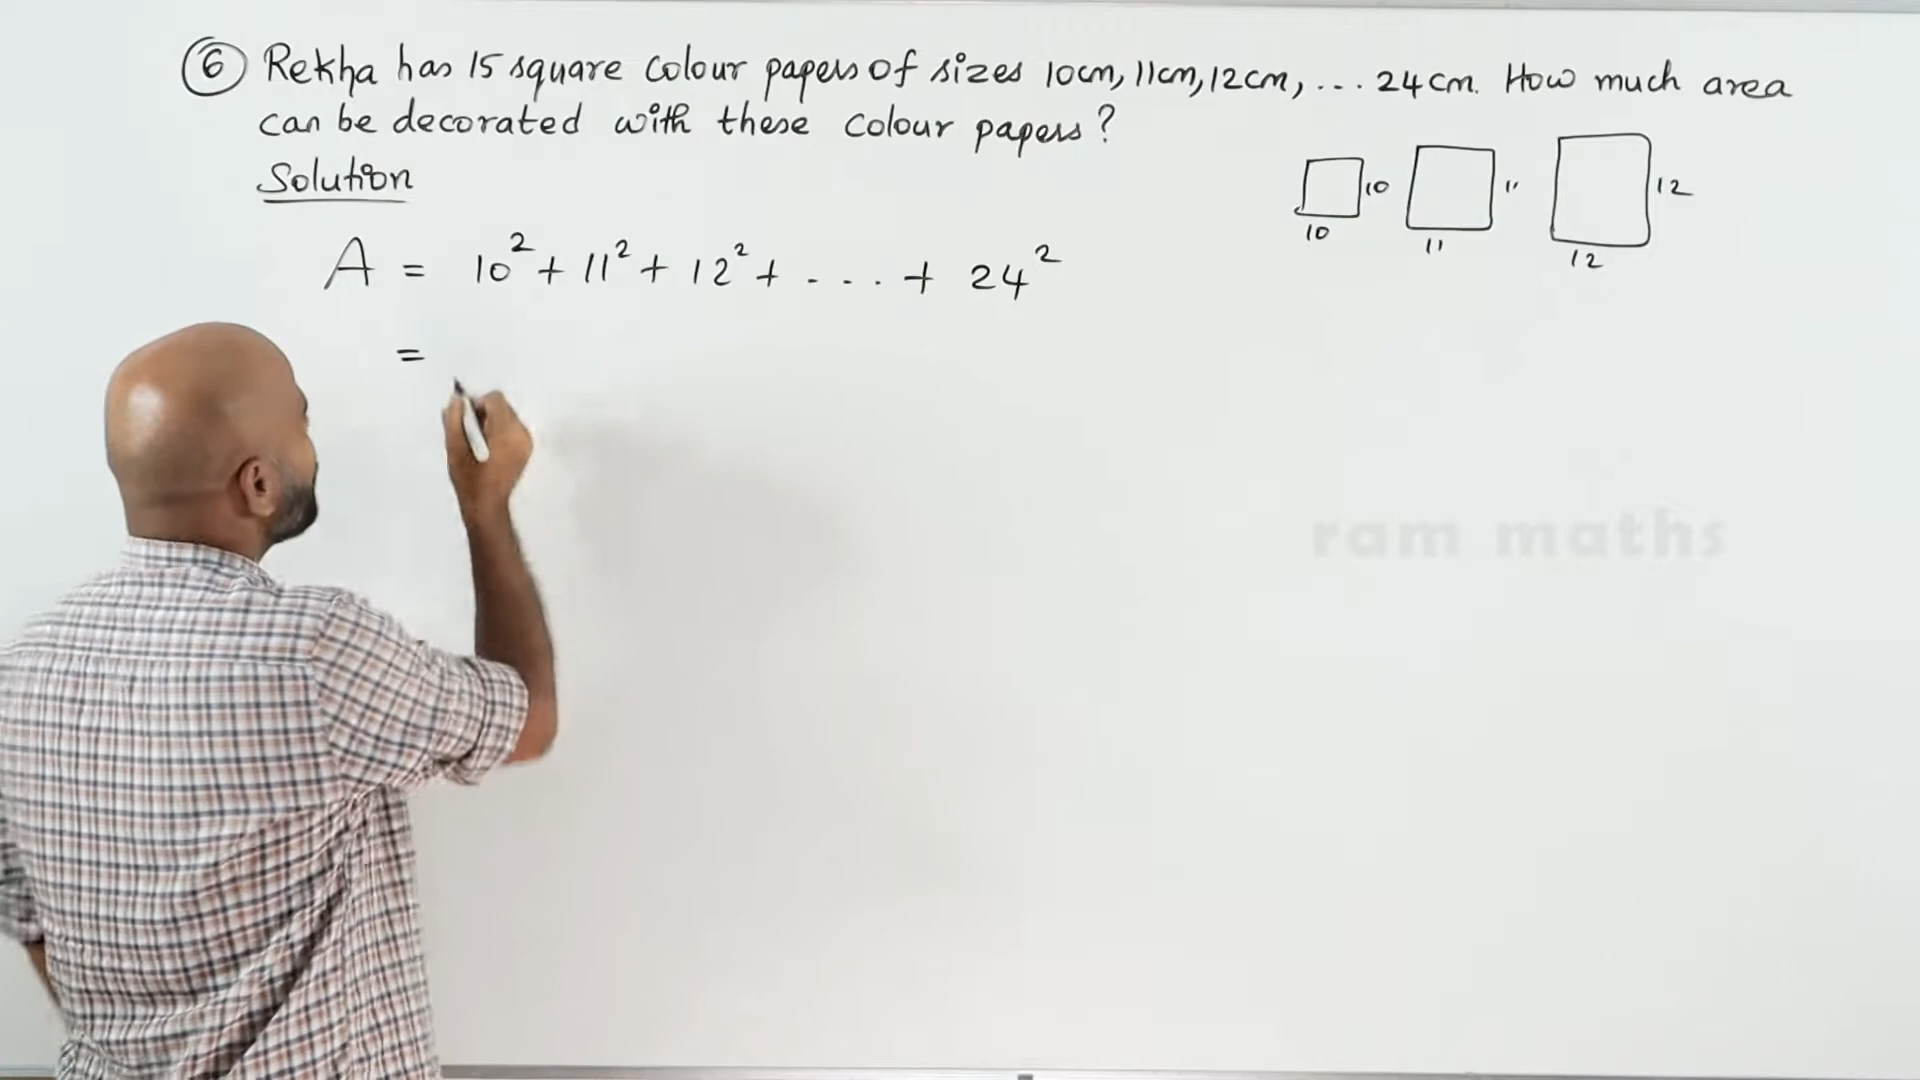 ⑥ Rekha has 15 square colour papers of sizes 10cm, 11cm, 12cm, ... 24cm. How much area
can be decorated with these colour papers?
Solution
10 11 12
10 11 12
A = 10² + 11² + 12² + .... + 24²
=
ram maths